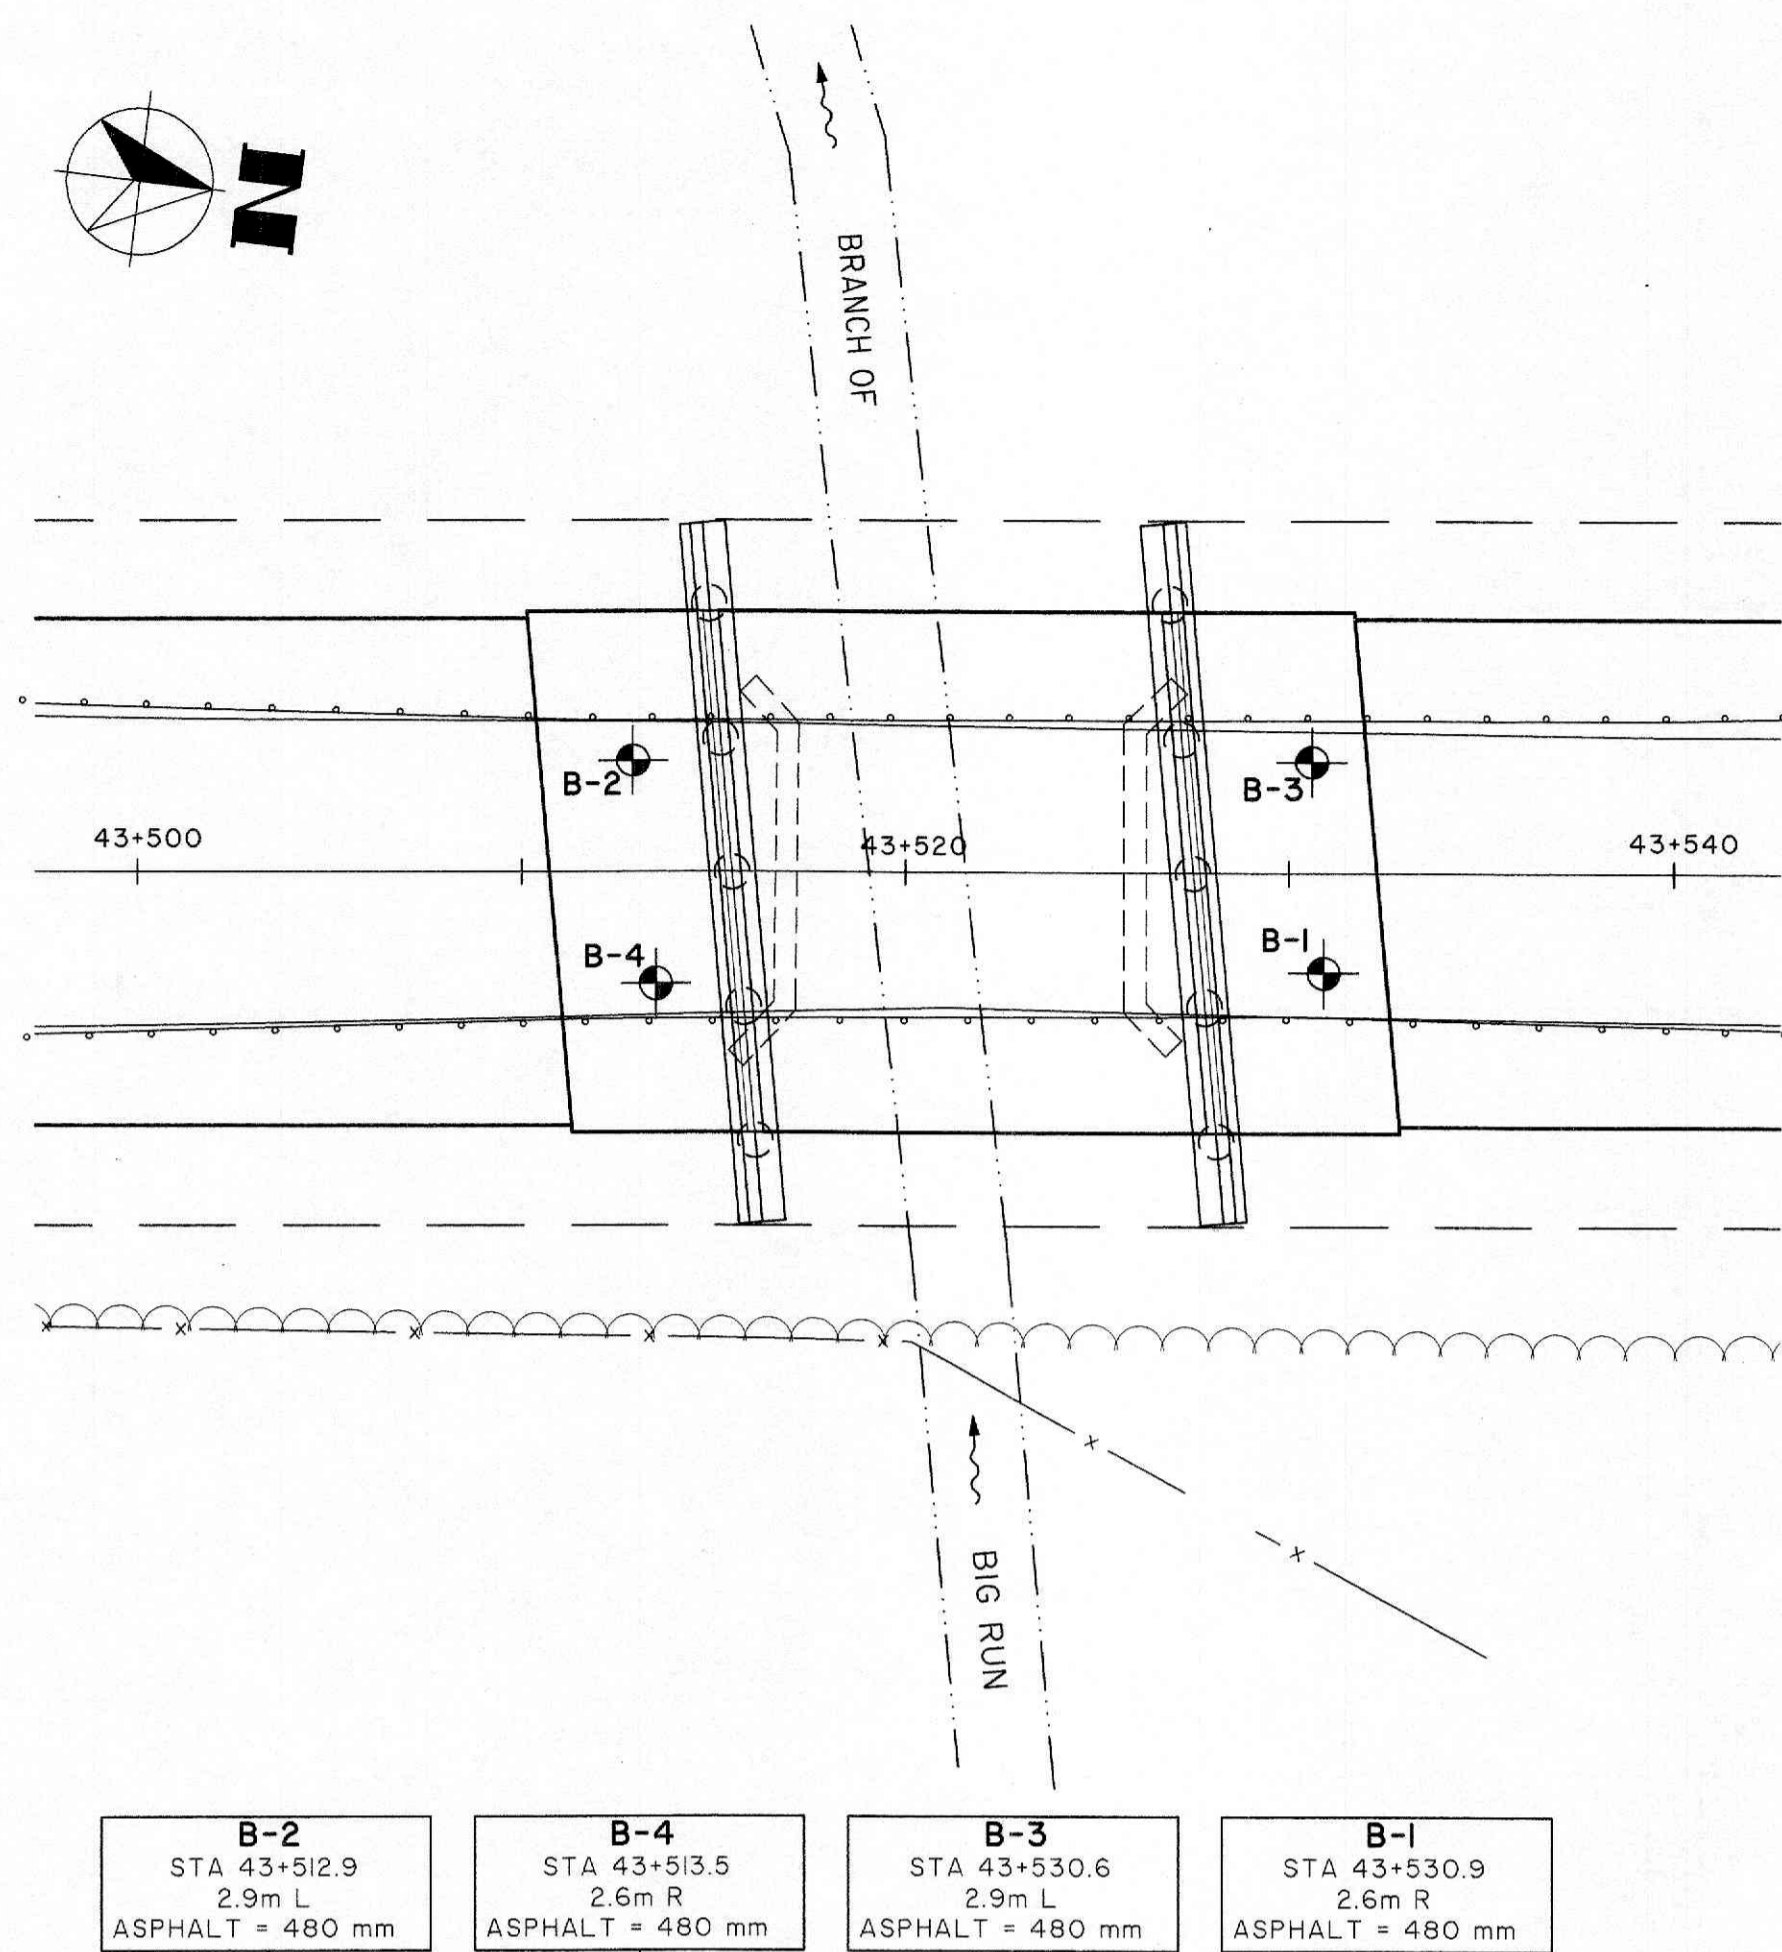 N
BRANCH OF
B-2
B-3
43+500
43+520
43+540
B-4
B-1
BIG RUN
B-2
STA 43+512.9
2.9m L
ASPHALT = 480 mm
B-4
STA 43+513.5
2.6m R
ASPHALT = 480 mm
B-3
STA 43+530.6
2.9m L
ASPHALT = 480 mm
B-1
STA 43+530.9
2.6m R
ASPHALT = 480 mm